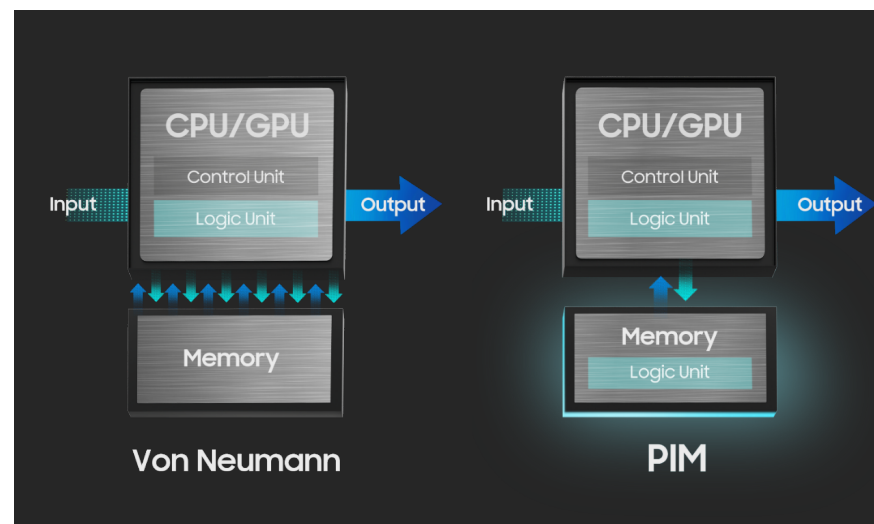 CPU/GPU
Control Unit
Logic Unit
Input
Output
Memory
Von Neumann
CPU/GPU
Control Unit
Logic Unit
Input
Output
Memory
Logic Unit
PIM